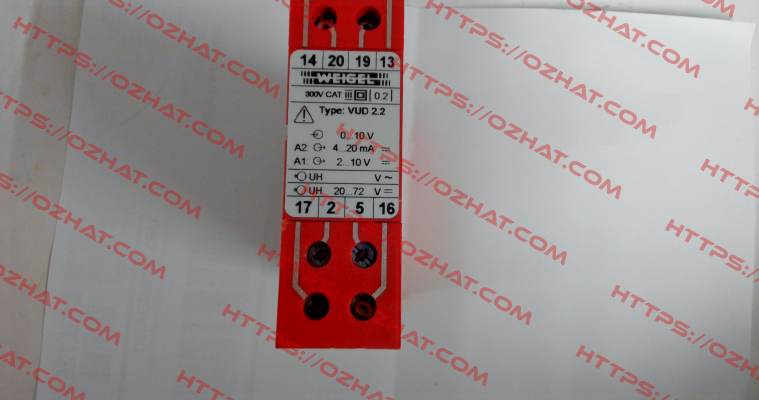 14 20 19 13
WEIGEL
300V CAT III 0.2
Type: VUD 2.2
0...10 V
A2: 4...20 mA
A1: 2...10 V
UH V ~
UH 20...72 V
17 2 5 16
HTTPS://OZHAT.COM